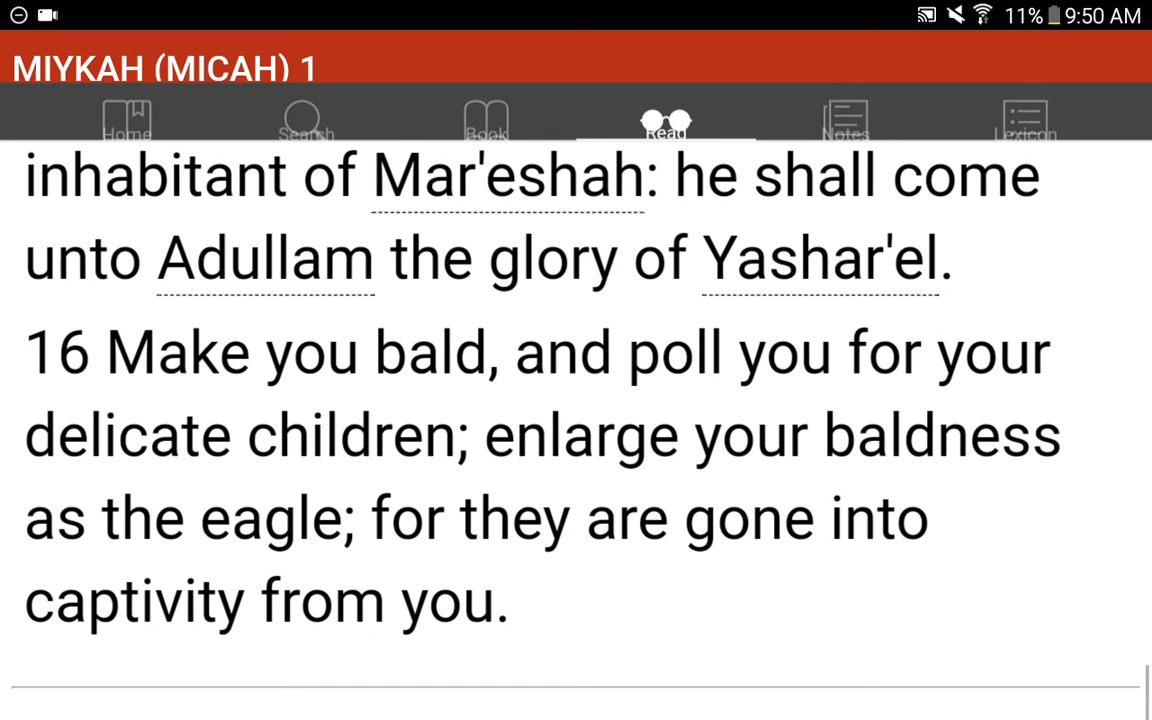 11% 9:50 AM
MIYKAH (MICAH) 1
Home Search Book Read Notes Lexicon
inhabitant of Mar'eshah: he shall come
unto Adullam the glory of Yashar'el.
16 Make you bald, and poll you for your
delicate children; enlarge your baldness
as the eagle; for they are gone into
captivity from you.